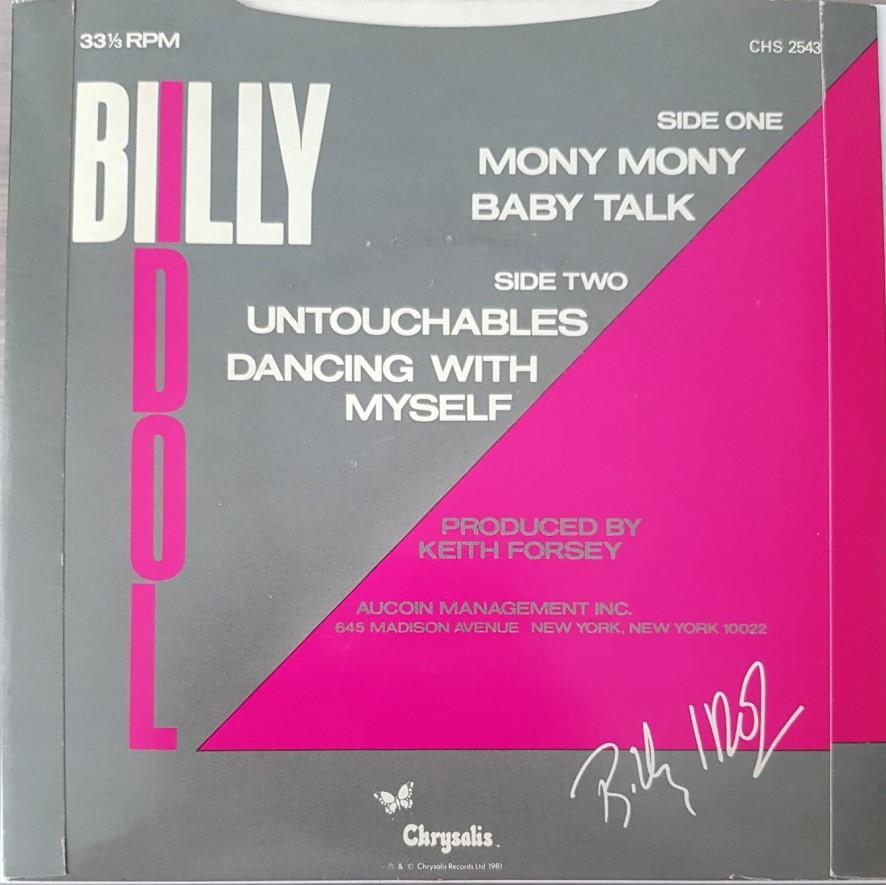 33⅓ RPM
CHS 2543
BILLY
IDOL
SIDE ONE
MONY MONY
BABY TALK
SIDE TWO
UNTOUCHABLES
DANCING WITH
MYSELF
PRODUCED BY
KEITH FORSEY
AUCOIN MANAGEMENT INC.
645 MADISON AVENUE NEW YORK, NEW YORK 10022
Billy Idol
Chrysalis
℗ & © Chrysalis Records Ltd 1981